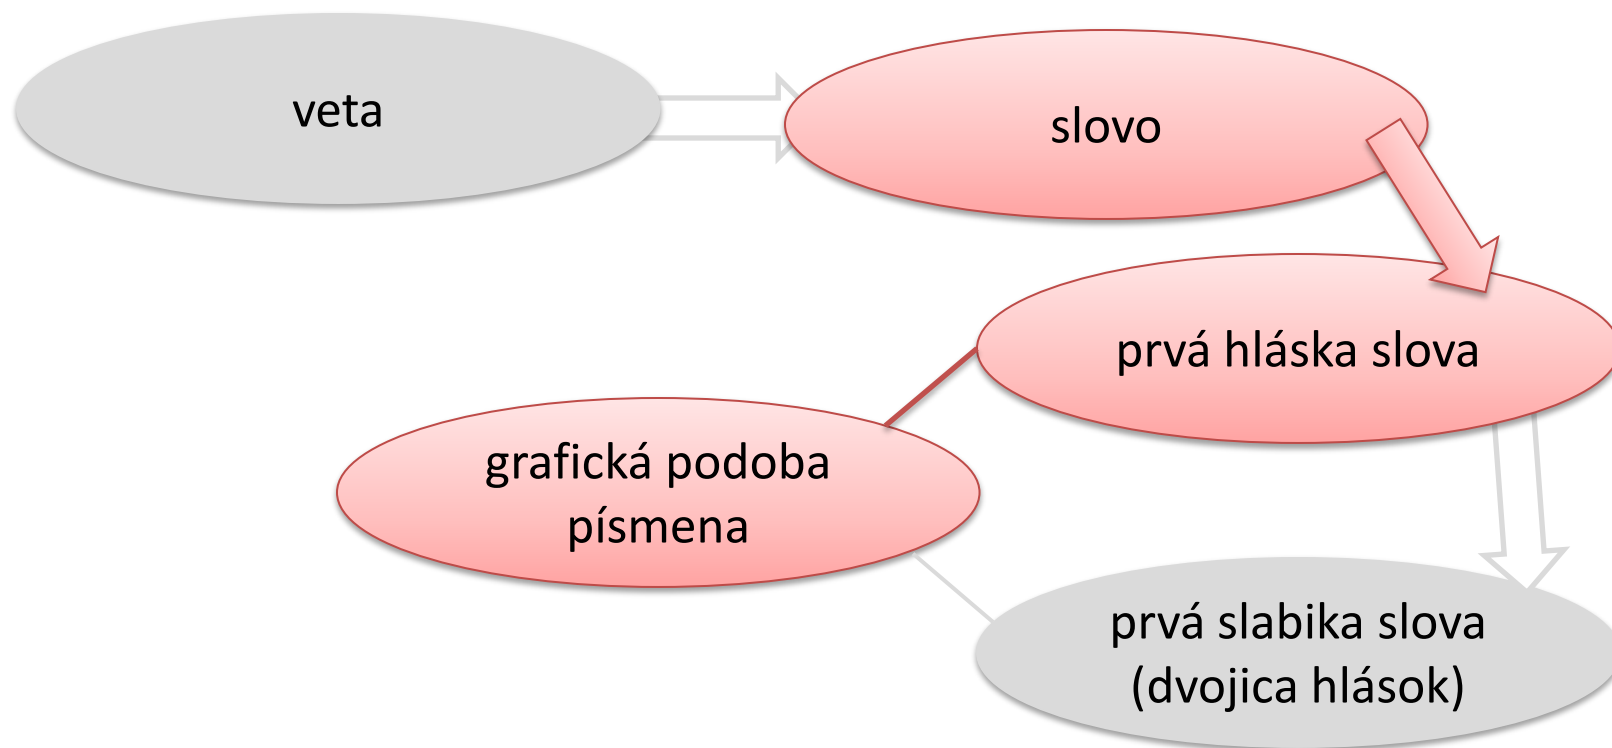 veta
slovo
prvá hláska slova
grafická podoba
písmena
prvá slabika slova
(dvojica hlások)